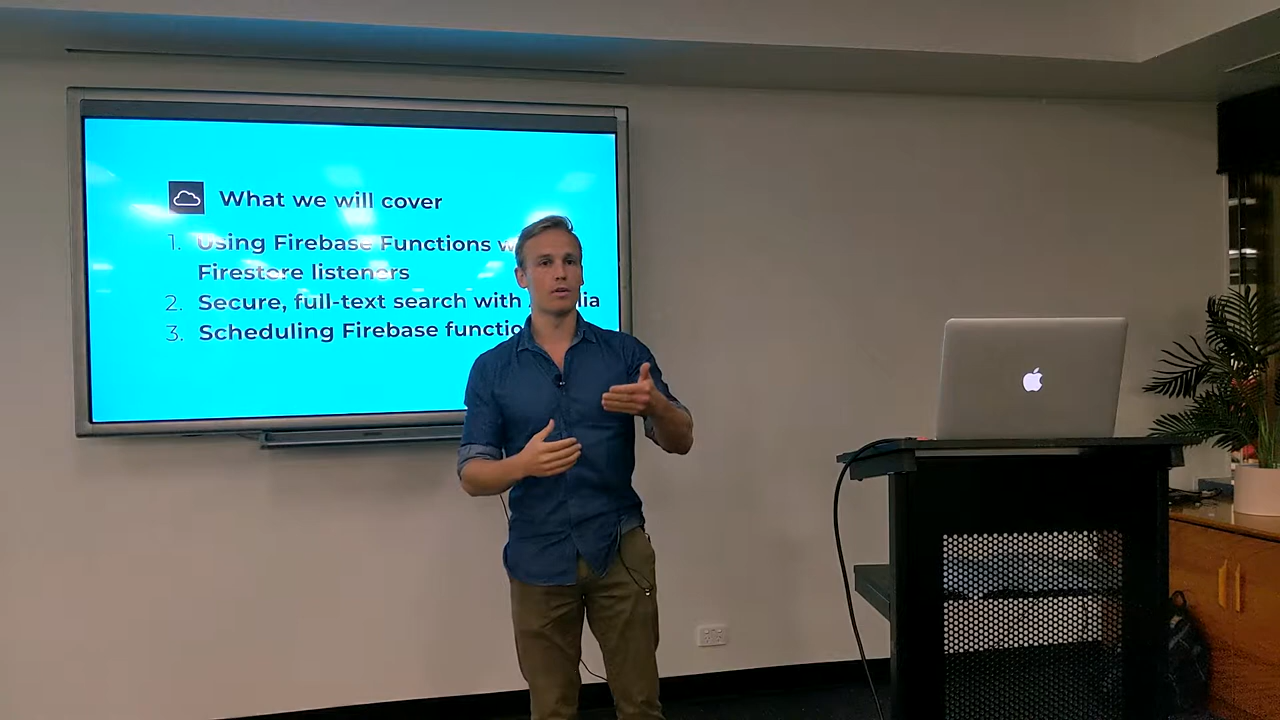 What we will cover
1. Using Firebase Functions
Firestore listeners
2. Secure, full-text search with
3. Scheduling Firebase